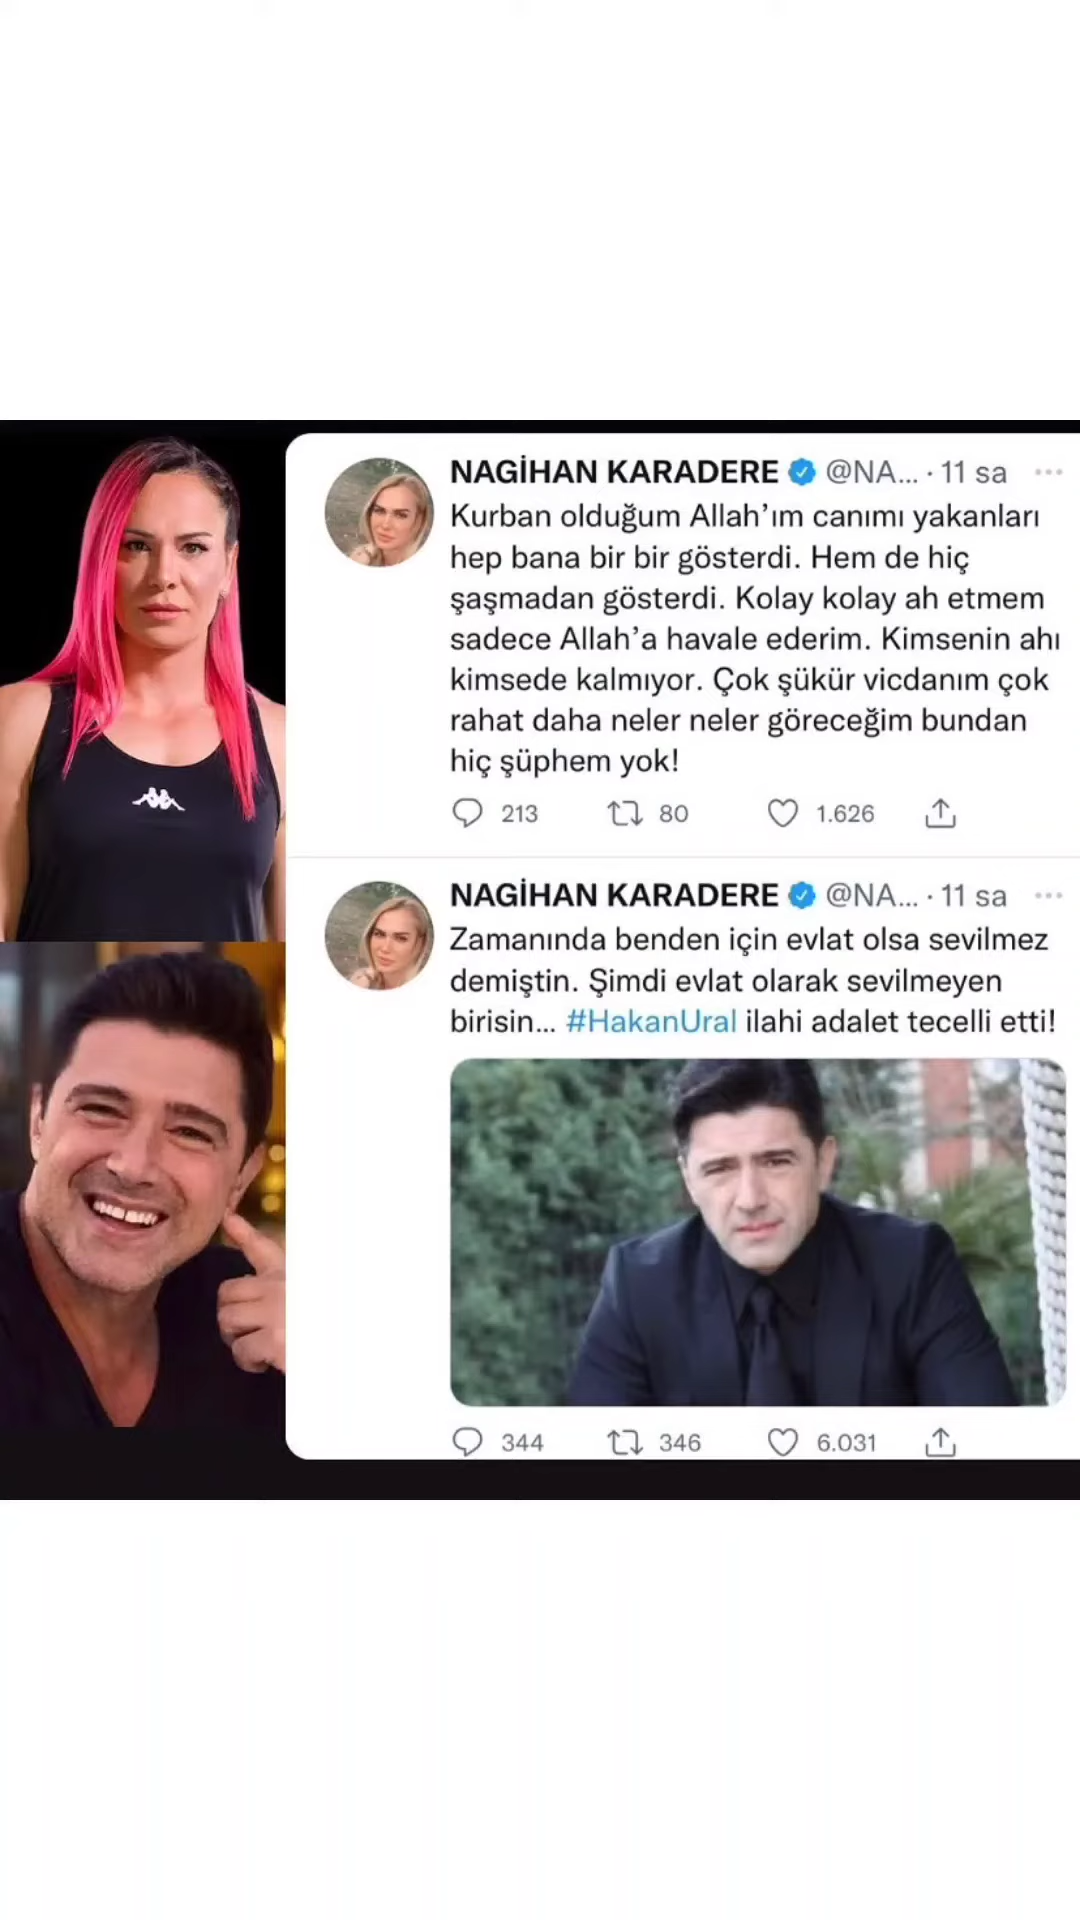 NAGİHAN KARADERE @NA... · 11 sa
Kurban olduğum Allah'ım canımı yakanları
hep bana bir bir gösterdi. Hem de hiç
şaşmadan gösterdi. Kolay kolay ah etmem
sadece Allah'a havale ederim. Kimsenin ahı
kimsede kalmıyor. Çok şükür vicdanım çok
rahat daha neler neler göreceğim bundan
hiç şüphem yok!
213 80 1.626
NAGİHAN KARADERE @NA... · 11 sa
Zamanında benden için evlat olsa sevilmez
demiştin. Şimdi evlat olarak sevilmeyen
birisin... #HakanUral ilahi adalet tecelli etti!
344 346 6.031